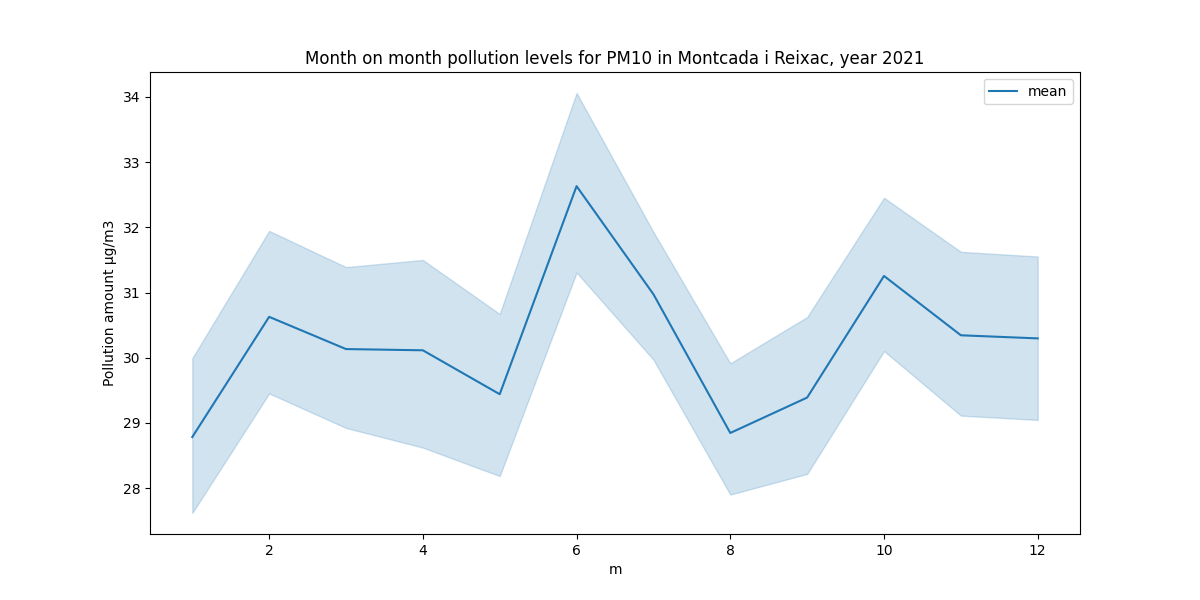 Month on month pollution levels for PM10 in Montcada i Reixac, year 2021
mean
Pollution amount µg/m3
34
33
32
31
30
29
28
2 4 6 8 10 12
m